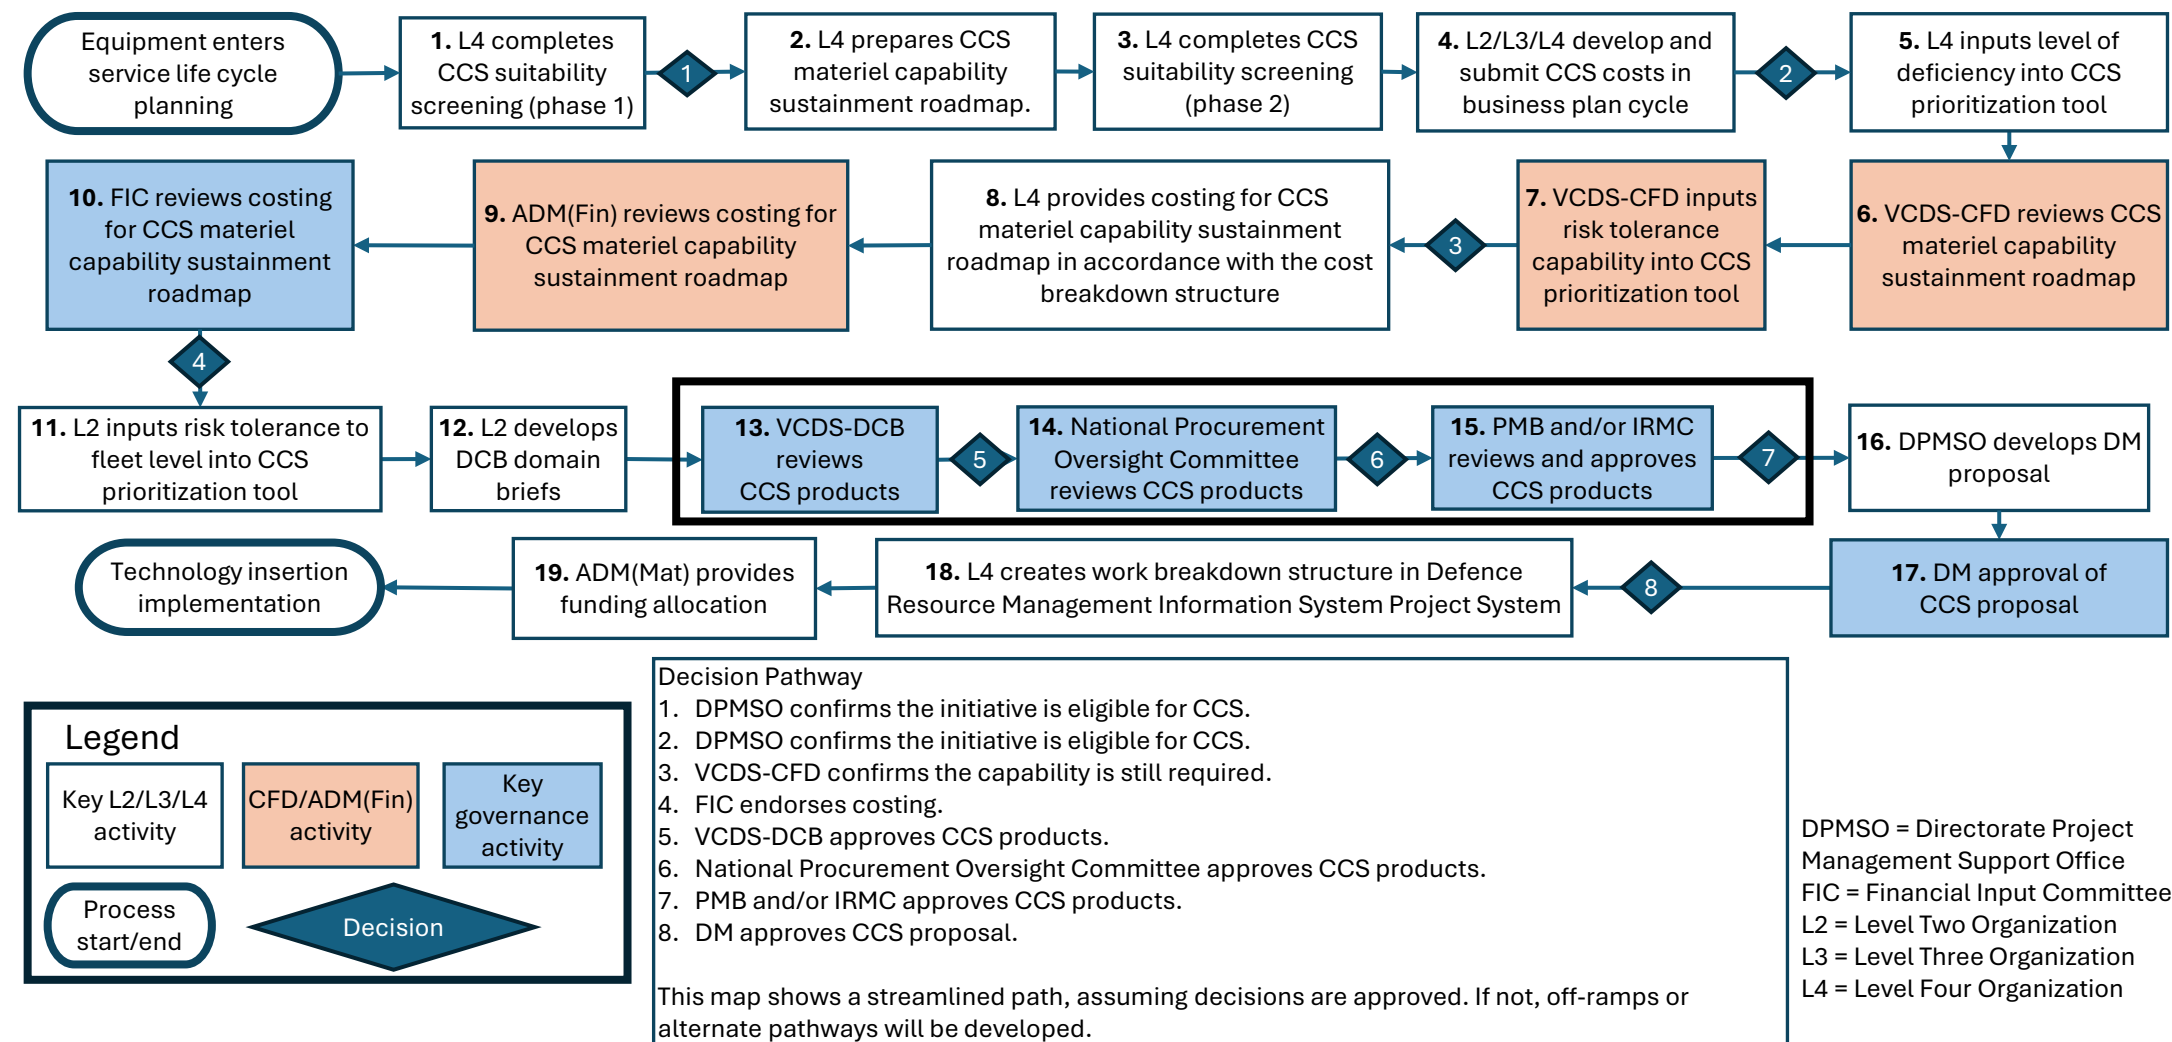 Equipment enters
service life cycle
planning
1. L4 completes
CCS suitability
screening (phase 1)
1
2. L4 prepares CCS
materiel capability
sustainment roadmap.
3. L4 completes CCS
suitability screening
(phase 2)
4. L2/L3/L4 develop and
submit CCS costs in
business plan cycle
2
5. L4 inputs level of
deficiency into CCS
prioritization tool
6. VCDS-CFD reviews CCS
materiel capability
sustainment roadmap
7. VCDS-CFD inputs
risk tolerance
capability into CCS
prioritization tool
3
8. L4 provides costing for CCS
materiel capability sustainment
roadmap in accordance with the cost
breakdown structure
9. ADM(Fin) reviews costing for
CCS materiel capability
sustainment roadmap
10. FIC reviews costing
for CCS materiel
capability sustainment
roadmap
4
11. L2 inputs risk tolerance to
fleet level into CCS
prioritization tool
12. L2 develops
DCB domain
briefs
13. VCDS-DCB
reviews
CCS products
5
14. National Procurement
Oversight Committee
reviews CCS products
6
15. PMB and/or IRMC
reviews and approves
CCS products
7
16. DPMSO develops DM
proposal
17. DM approval of
CCS proposal
8
18. L4 creates work breakdown structure in Defence
Resource Management Information System Project System
19. ADM(Mat) provides
funding allocation
Technology insertion
implementation
Legend
Key L2/L3/L4
activity
CFD/ADM(Fin)
activity
Key
governance
activity
Process
start/end
Decision
Decision Pathway
1. DPMSO confirms the initiative is eligible for CCS.
2. DPMSO confirms the initiative is eligible for CCS.
3. VCDS-CFD confirms the capability is still required.
4. FIC endorses costing.
5. VCDS-DCB approves CCS products.
6. National Procurement Oversight Committee approves CCS products.
7. PMB and/or IRMC approves CCS products.
8. DM approves CCS proposal.
This map shows a streamlined path, assuming decisions are approved. If not, off-ramps or
alternate pathways will be developed.
DPMSO = Directorate Project
Management Support Office
FIC = Financial Input Committee
L2 = Level Two Organization
L3 = Level Three Organization
L4 = Level Four Organization